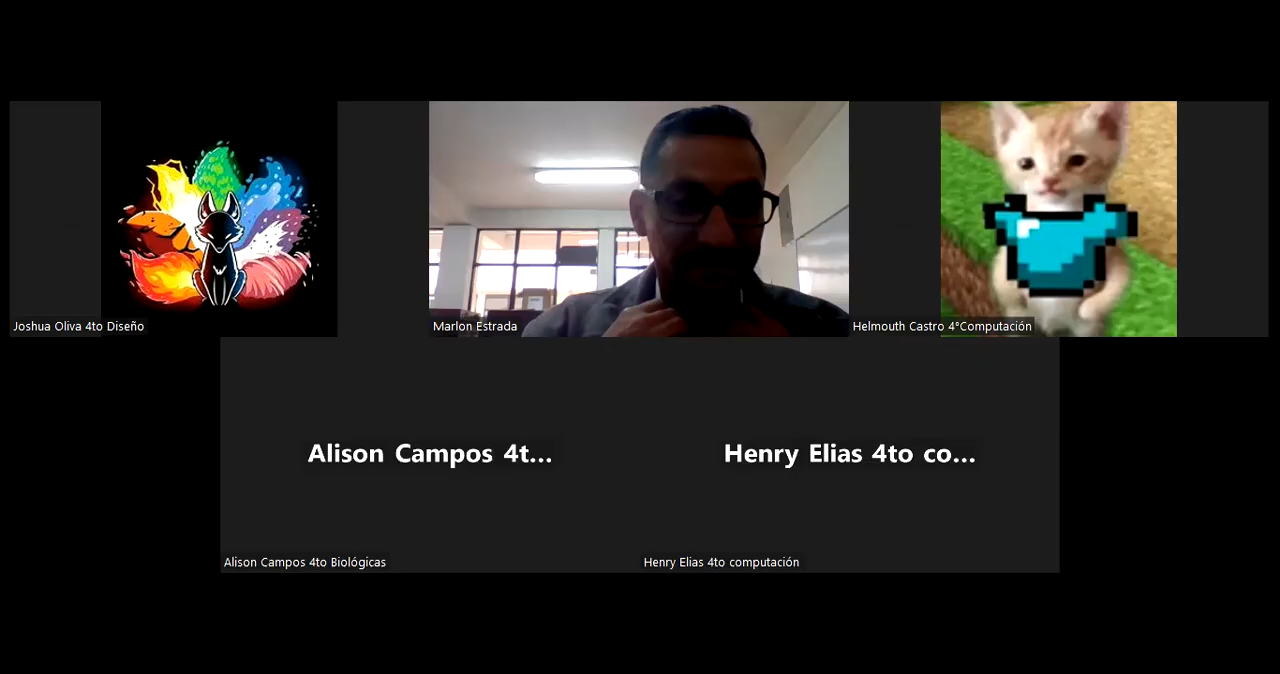 Joshua Oliva 4to Diseño
Marlon Estrada
Helmouth Castro 4°Computación
Alison Campos 4t...
Henry Elias 4to co...
Alison Campos 4to Biológicas
Henry Elias 4to computación